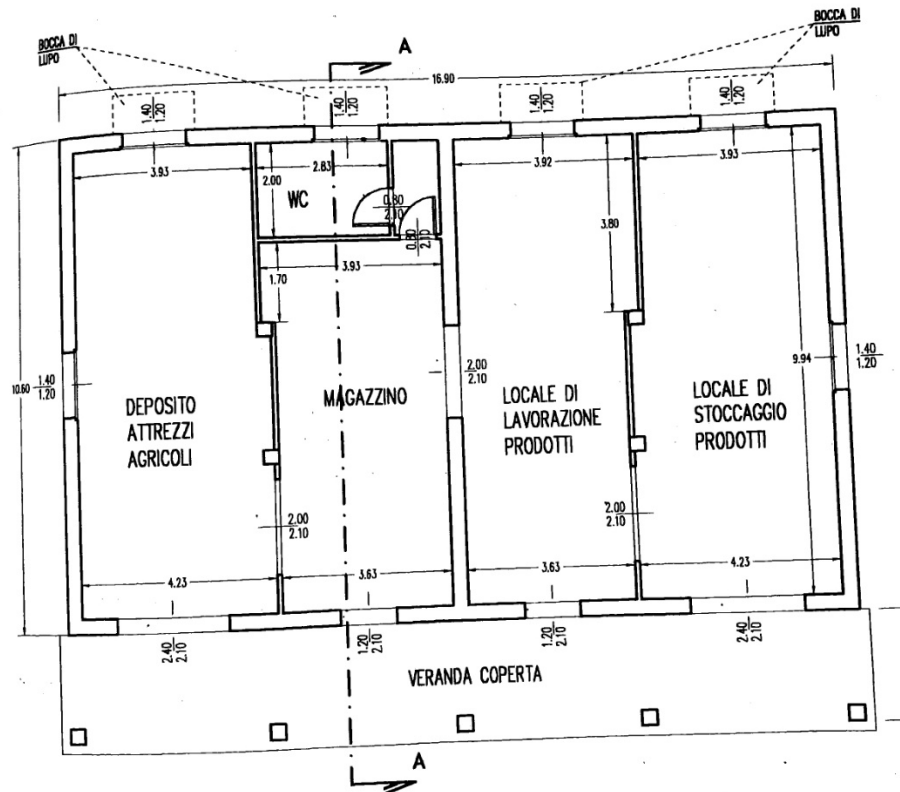 BOCCA DI
LUPO
A
BOCCA DI
LUPO
16.90
1.40
1.20
1.40
1.20
1.40
1.20
1.40
1.20
3.93
2.83
3.92
3.93
2.00
WC
0.80
2.10
0.80
2.10
3.80
1.70
3.93
10.60
1.40
1.20
2.00
2.10
9.94
1.40
1.20
DEPOSITO
ATTREZZI
AGRICOLI
MAGAZZINO
LOCALE DI
LAVORAZIONE
PRODOTTI
LOCALE DI
STOCCAGGIO
PRODOTTI
2.00
2.10
2.00
2.10
4.23
3.63
3.63
4.23
2.40
2.10
1.20
2.10
1.20
2.10
2.40
2.10
VERANDA COPERTA
A